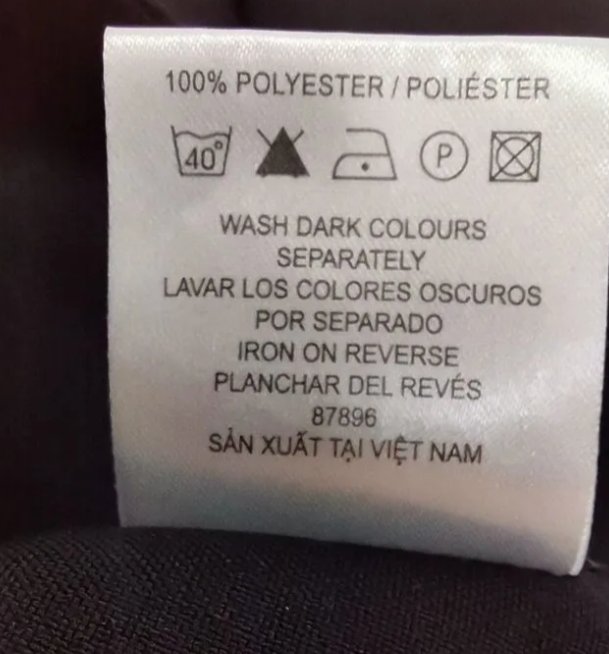 100% POLYESTER / POLIÉSTER
40° P
WASH DARK COLOURS
SEPARATELY
LAVAR LOS COLORES OSCUROS
POR SEPARADO
IRON ON REVERSE
PLANCHAR DEL REVÉS
87896
SẢN XUẤT TẠI VIỆT NAM